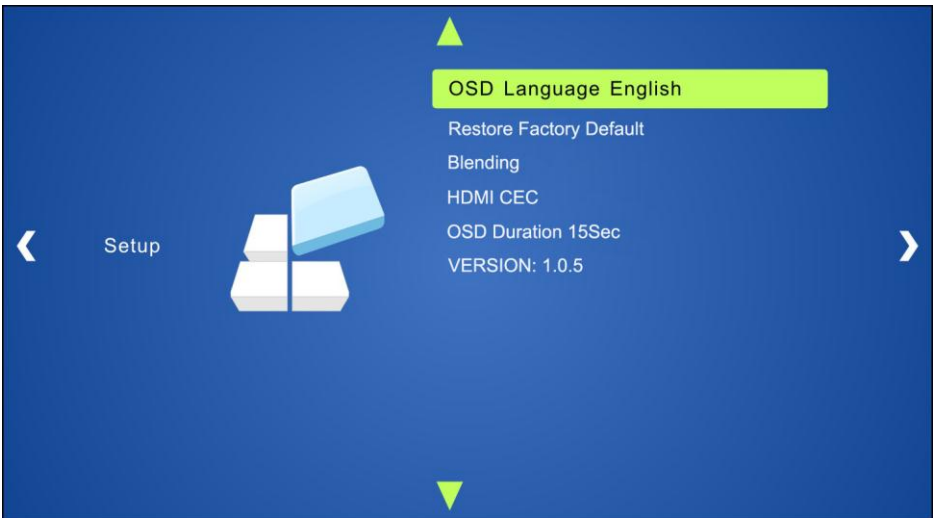 OSD Language English
Restore Factory Default
Blending
HDMI CEC
OSD Duration 15Sec
VERSION: 1.0.5
Setup